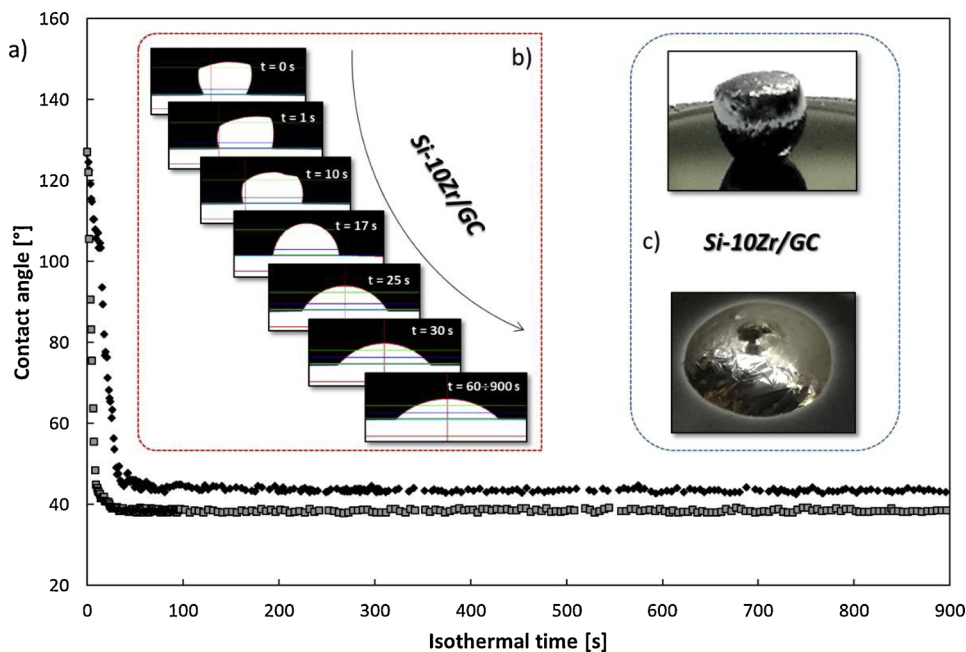 a)
160
140
120
100
80
60
40
20
Contact angle [°]
0
100
200
300
400
500
600
700
800
900
Isothermal time [s]
b)
t = 0 s
t = 1 s
t = 10 s
t = 17 s
t = 25 s
t = 30 s
t = 60÷900 s
Si-10Zr/GC
c)
Si-10Zr/GC